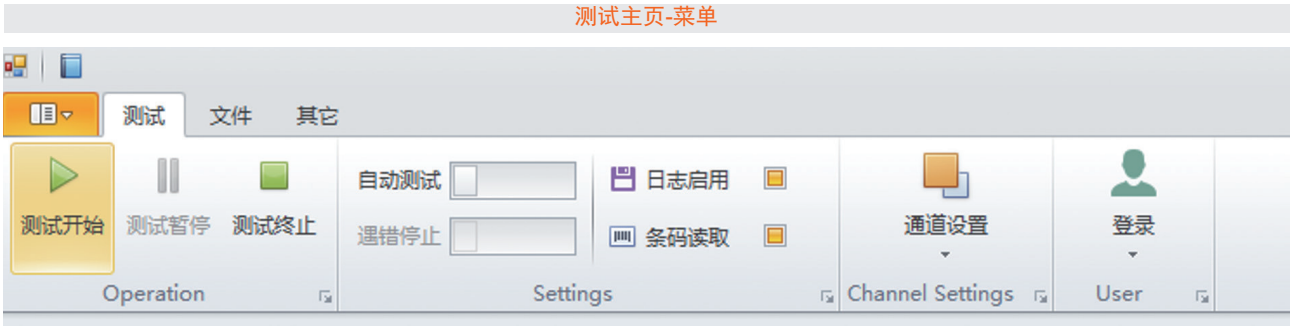 测试主页-菜单
测试 文件 其它
测试开始 测试暂停 测试终止 自动测试 日志启用 通道设置 登录
遇错停止 条码读取
Operation Settings Channel Settings User